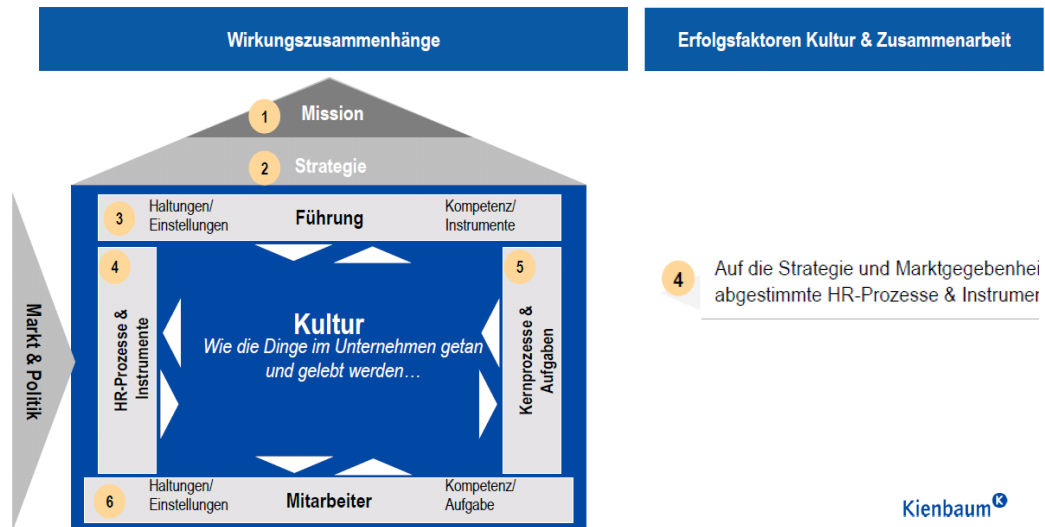 Wirkungszusammenhänge
Erfolgsfaktoren Kultur & Zusammenarbeit
1 Mission
2 Strategie
3 Haltungen/
Einstellungen
Führung
Kompetenz/
Instrumente
4
HR-Prozesse &
Instrumente
5
Kernprozesse &
Aufgaben
Kultur
Wie die Dinge im Unternehmen getan
und gelebt werden…
Markt & Politik
6 Haltungen/
Einstellungen
Mitarbeiter
Kompetenz/
Aufgabe
4 Auf die Strategie und Marktgegebenhei
abgestimmte HR-Prozesse & Instrumen
Kienbaum K